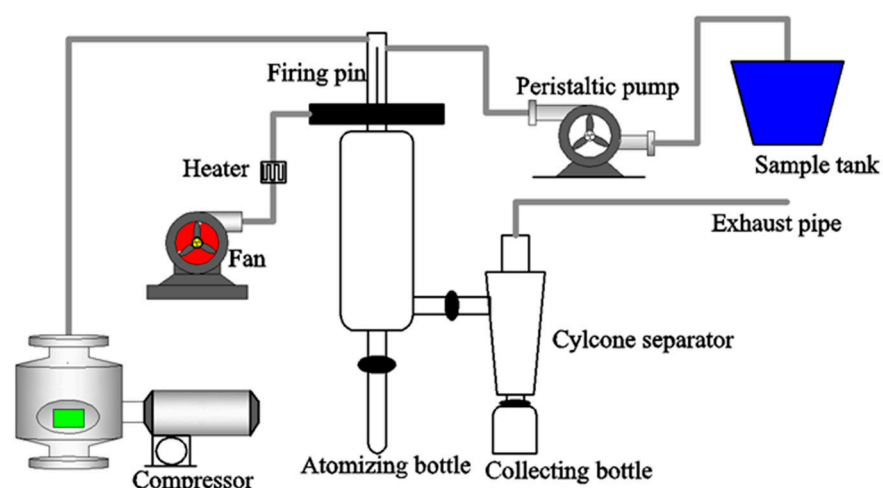 Firing pin
Peristaltic pump
Heater
Sample tank
Exhaust pipe
Fan
Cylcone separator
Atomizing bottle
Collecting bottle
Compressor